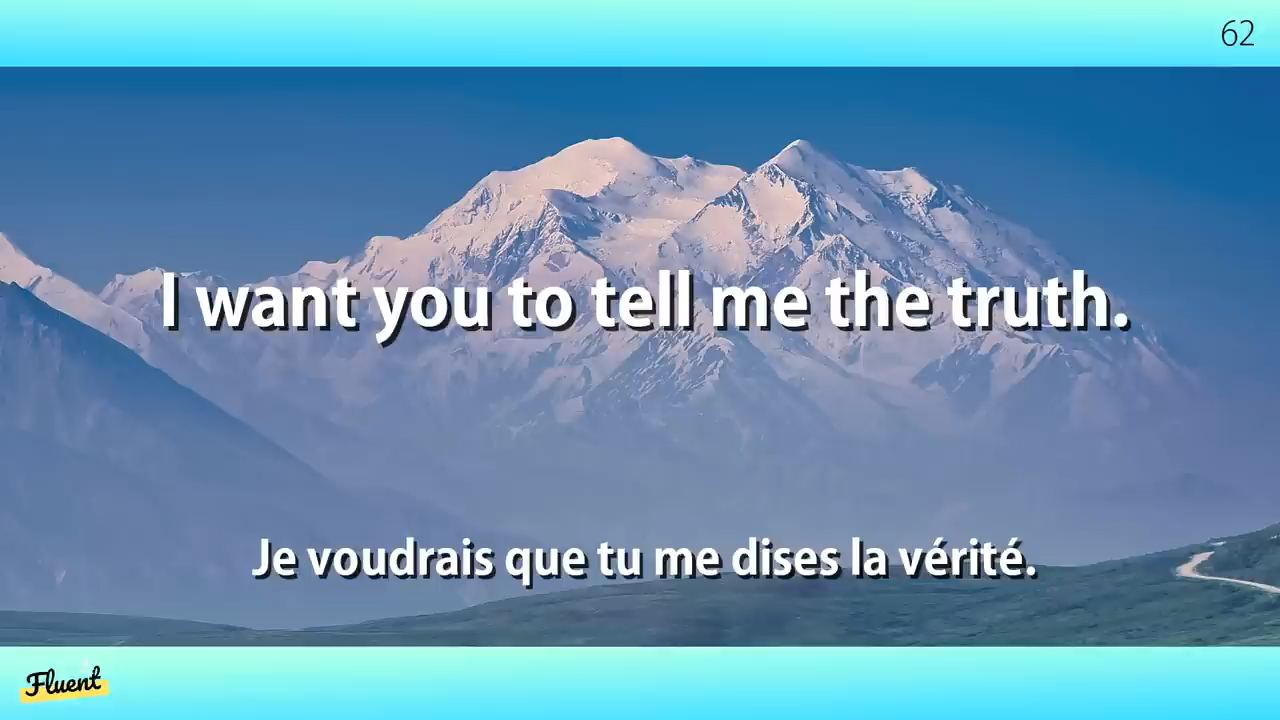 62
I want you to tell me the truth.
Je voudrais que tu me dises la vérité.
Fluent